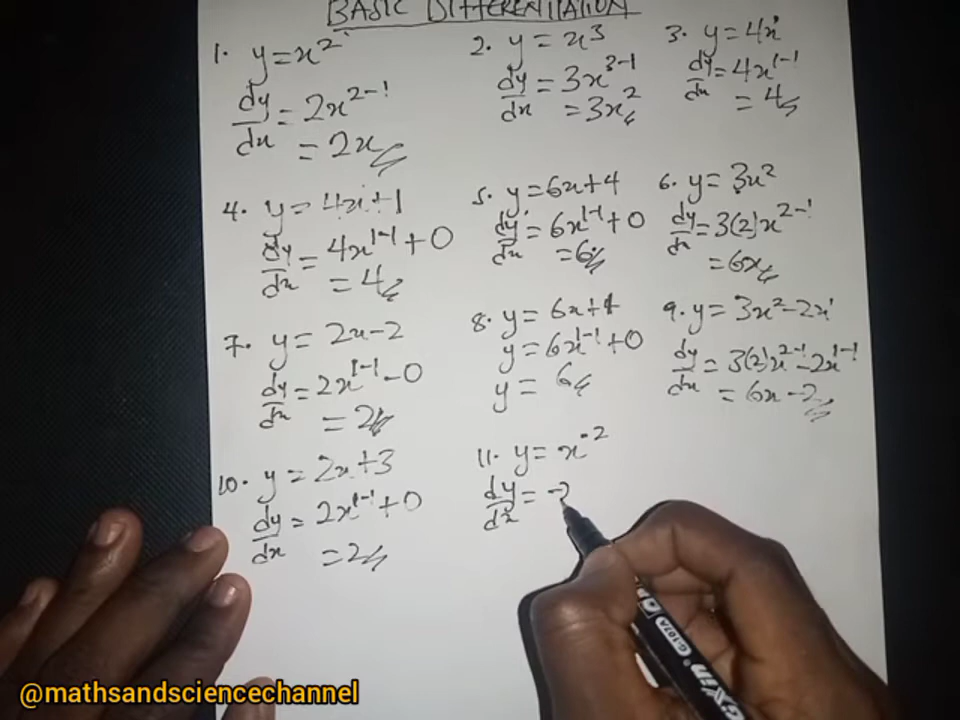 BASIC DIFFERENTIATION
1. y = x²
dy/dx = 2x²⁻¹
= 2x
2. y = x³
dy/dx = 3x³⁻¹
= 3x²
3. y = 4x¹
dy/dx = 4x¹⁻¹
= 4
4. y = 4x + 1
dy/dx = 4x¹⁻¹ + 0
= 4
5. y = 6x + 4
dy/dx = 6x¹⁻¹ + 0
= 6
6. y = 3x²
dy/dx = 3(2)x²⁻¹
= 6x
7. y = 2x - 2
dy/dx = 2x¹⁻¹ - 0
= 2
8. y = 6x + 4
y = 6x¹⁻¹ + 0
y = 6
9. y = 3x² - 2x¹
dy/dx = 3(2)x²⁻¹ - 2x¹⁻¹
= 6x - 2
10. y = 2x + 3
dy/dx = 2x¹⁻¹ + 0
= 2
11. y = x⁻²
dy/dx = -2
G-107A
@mathsandsciencechannel